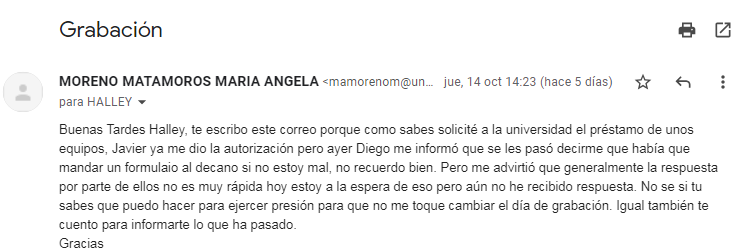 Grabación
MORENO MATAMOROS MARIA ANGELA <mamorenom@un... jue, 14 oct 14:23 (hace 5 días)
para HALLEY
Buenas Tardes Halley, te escribo este correo porque como sabes solicité a la universidad el préstamo de unos
equipos, Javier ya me dio la autorización pero ayer Diego me informó que se les pasó decirme que había que
mandar un formulaio al decano si no estoy mal, no recuerdo bien. Pero me advirtió que generalmente la respuesta
por parte de ellos no es muy rápida hoy estoy a la espera de eso pero aún no he recibido respuesta. No se si tu
sabes que puedo hacer para ejercer presión para que no me toque cambiar el día de grabación. Igual también te
cuento para informarte lo que ha pasado.
Gracias